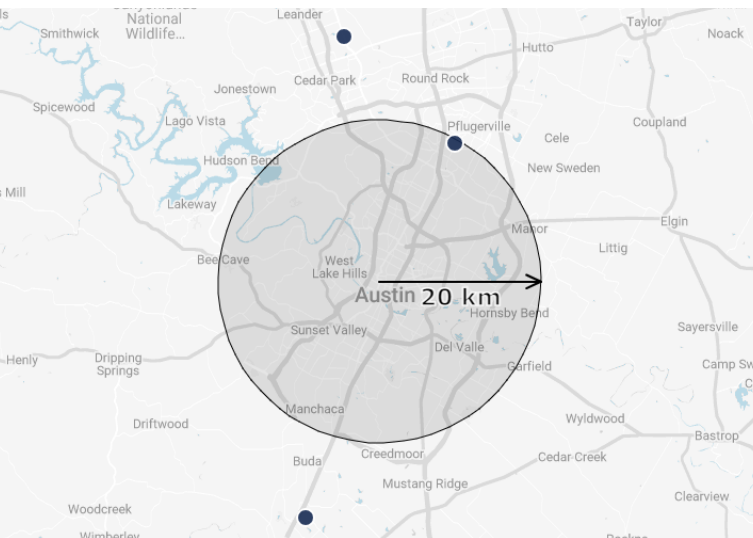 Leander
National
Wildlife...
Smithwick
Taylor
Noack
Hutto
Cedar Park
Round Rock
Jonestown
Spicewood
Lago Vista
Pflugerville
Coupland
Cele
Hudson Bend
New Sweden
s Mill
Lakeway
Elgin
Manor
Littig
Bee Cave
West
Lake Hills
Austin
20 km
Hornsby Bend
Sunset Valley
Sayersville
Del Valle
Henly
Dripping
Springs
Garfield
Camp Sw
C
Manchaca
Wyldwood
Driftwood
Bastrop
Creedmoor
Buda
Cedar Creek
Mustang Ridge
Clearview
Woodcreek
Wimberley